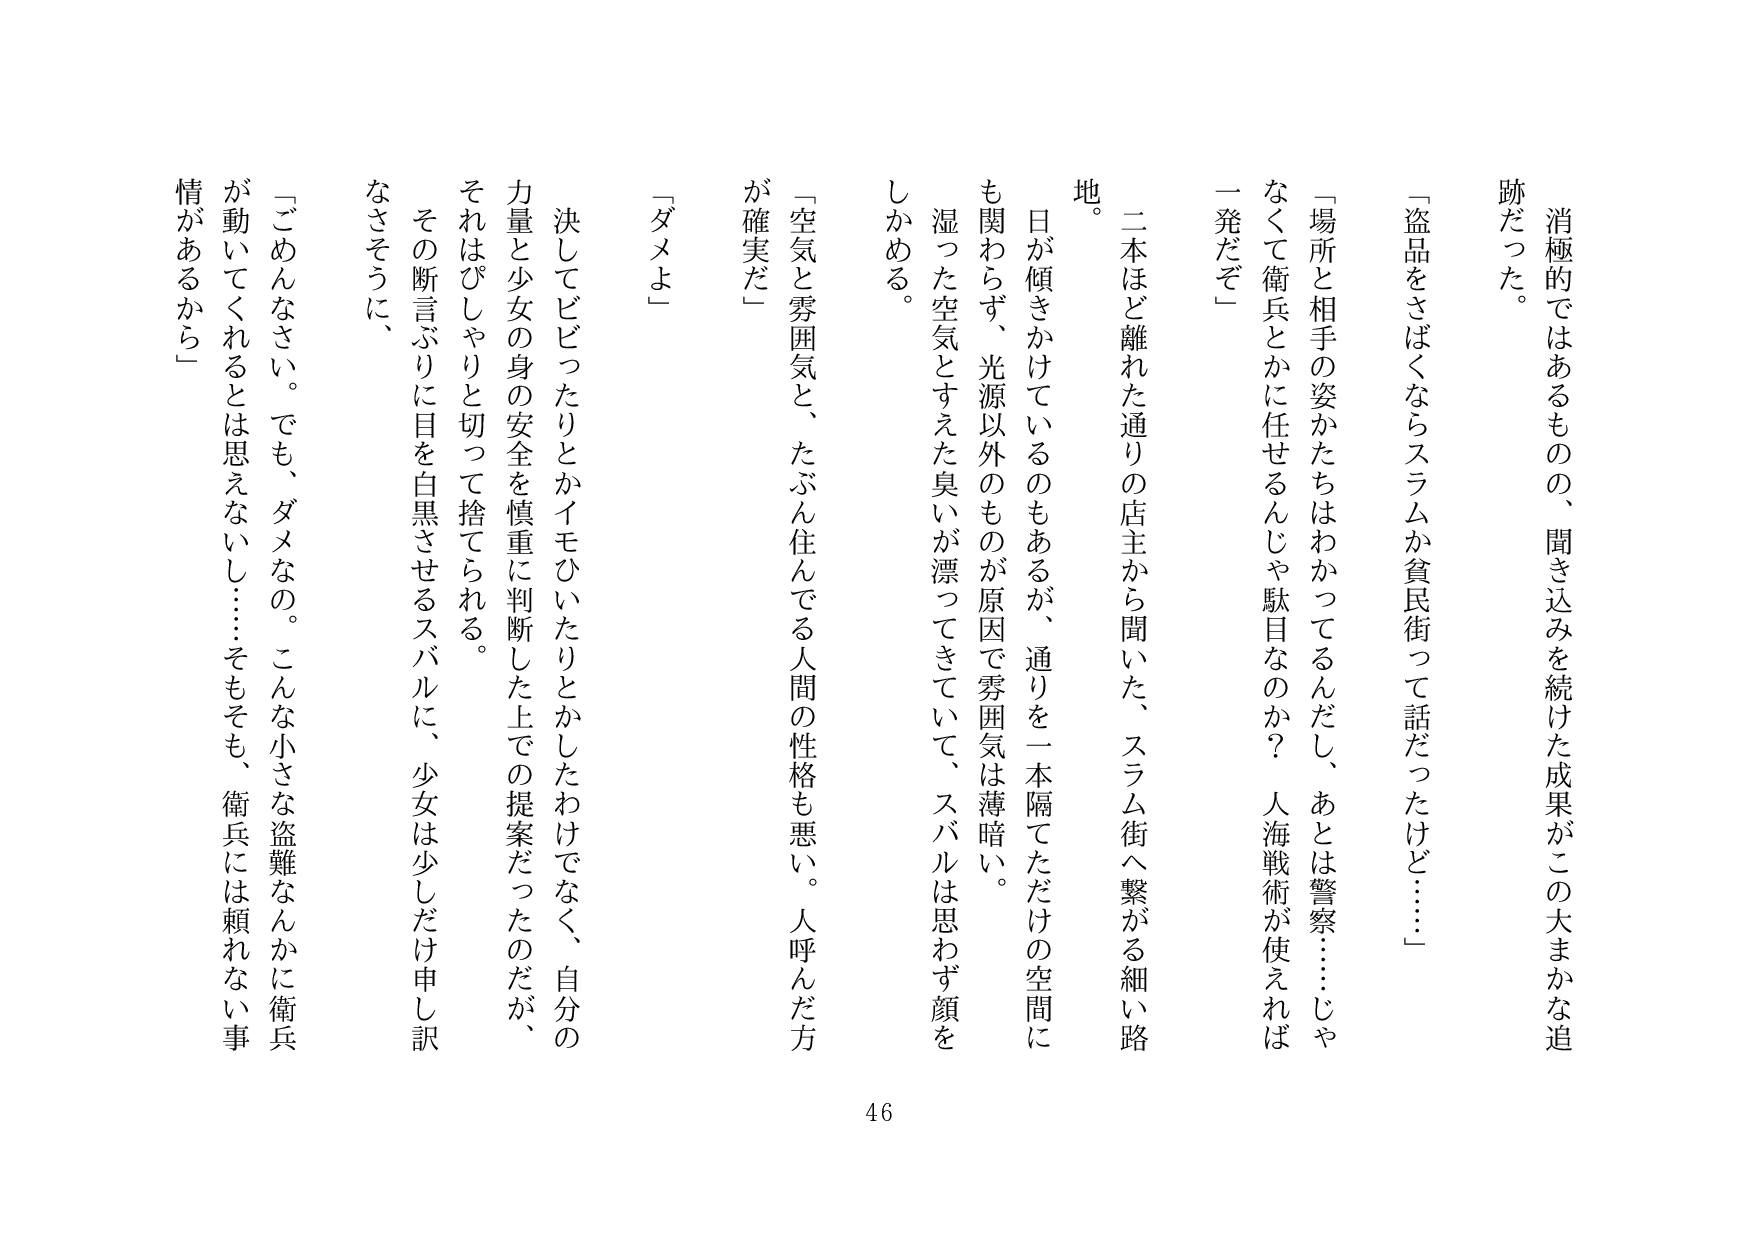 消極的ではあるものの、聞き込みを続けた成果がこの大まかな追
跡だった。
「盗品をさばくならスラムか貧民街って話だったけど……」
「場所と相手の姿かたちはわかってるんだし、あとは警察……じゃ
なくて衛兵とかに任せるんじゃ駄目なのか？　人海戦術が使えれば
一発だぞ」
　二本ほど離れた通りの店主から聞いた、スラム街へ繋がる細い路
地。
　日が傾きかけているのもあるが、通りを一本隔てただけの空間に
も関わらず、光源以外のものが原因で雰囲気は薄暗い。
　湿った空気とすえた臭いが漂ってきていて、スバルは思わず顔を
しかめる。
「空気と雰囲気と、たぶん住んでる人間の性格も悪い。人呼んだ方
が確実だ」
「ダメよ」
　決してビビったりとかイモひいたりとかしたわけでなく、自分の
力量と少女の身の安全を慎重に判断した上での提案だったのだが、
それはぴしゃりと切って捨てられる。
　その断言ぶりに目を白黒させるスバルに、少女は少しだけ申し訳
なさそうに、
「ごめんなさい。でも、ダメなの。こんな小さな盗難なんかに衛兵
が動いてくれるとは思えないし……そもそも、衛兵には頼れない事
情があるから」
46